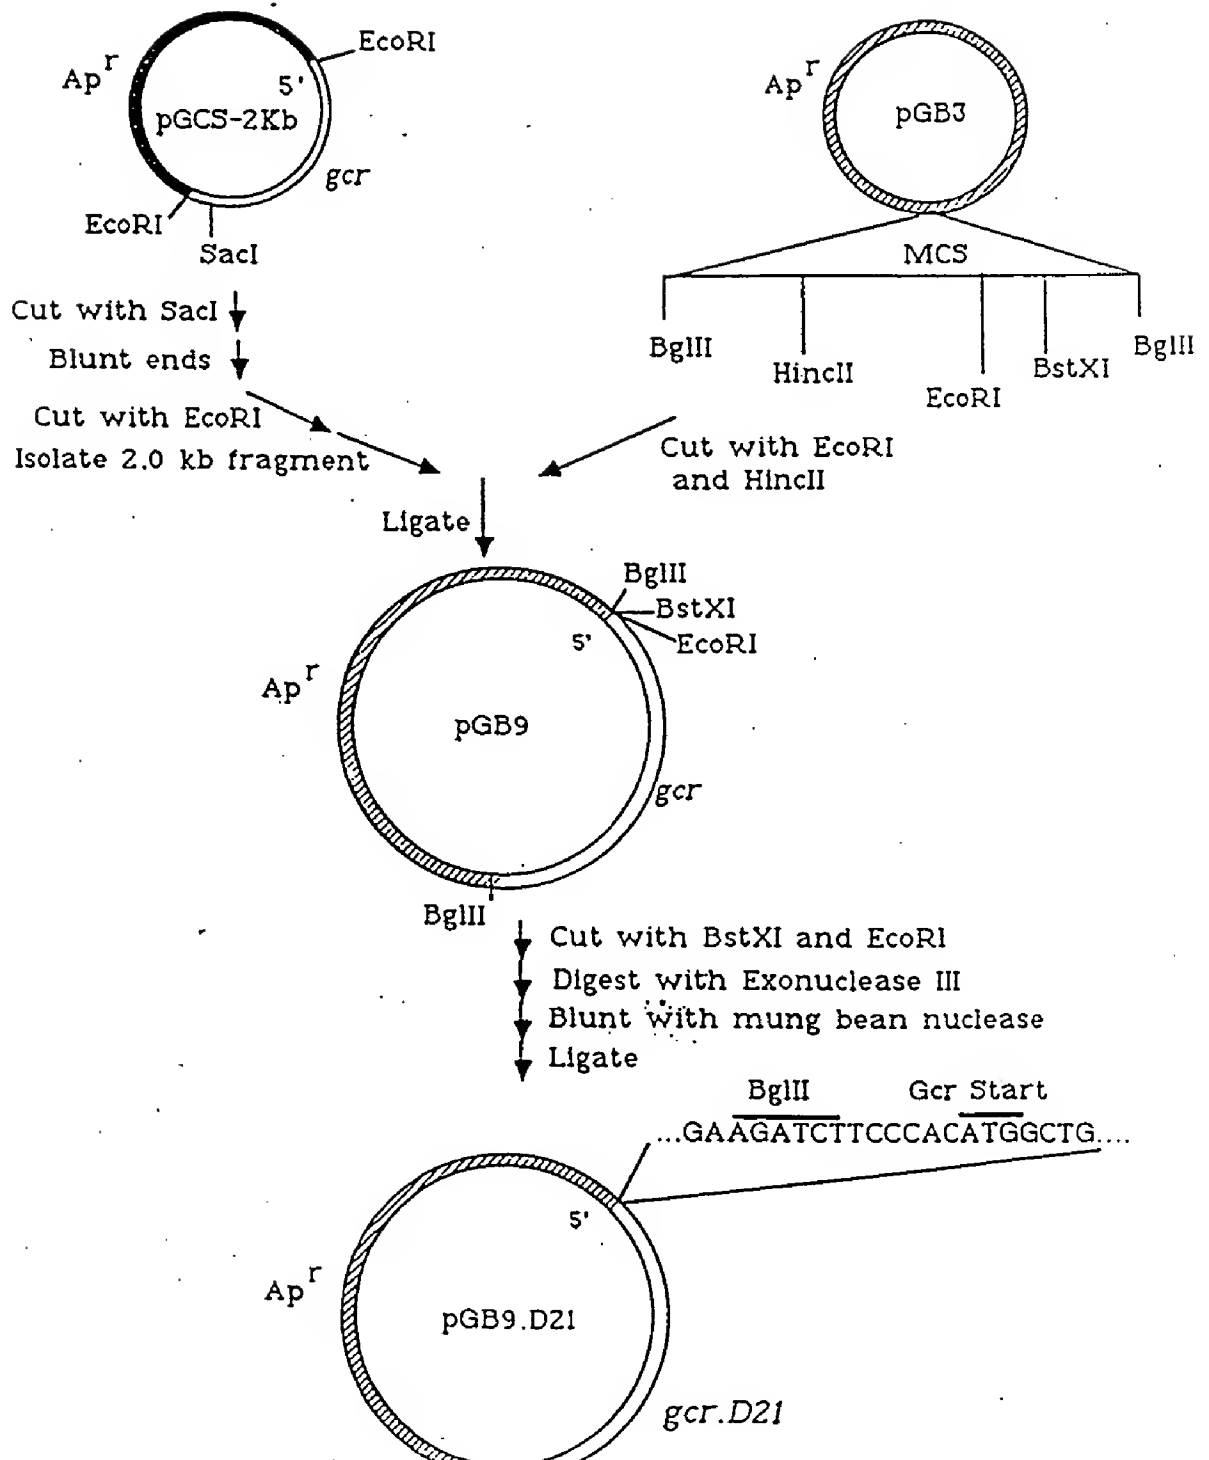 EcoRI
Ap^r
5'
pGCS-2Kb
gcr
EcoRI
SacI
Ap^r
pGB3
MCS
BglII
HincII
EcoRI
BstXI
BglII
Cut with SacI
Blunt ends
Cut with EcoRI
Isolate 2.0 kb fragment
Cut with EcoRI
and HincII
Ligate
BglII
BstXI
EcoRI
5'
Ap^r
pGB9
gcr
BglII
Cut with BstXI and EcoRI
Digest with Exonuclease III
Blunt with mung bean nuclease
Ligate
BglII Gcr Start
...GAAGATCTTCCCACATGGCTG....
5'
Ap^r
pGB9.D21
gcr.D21